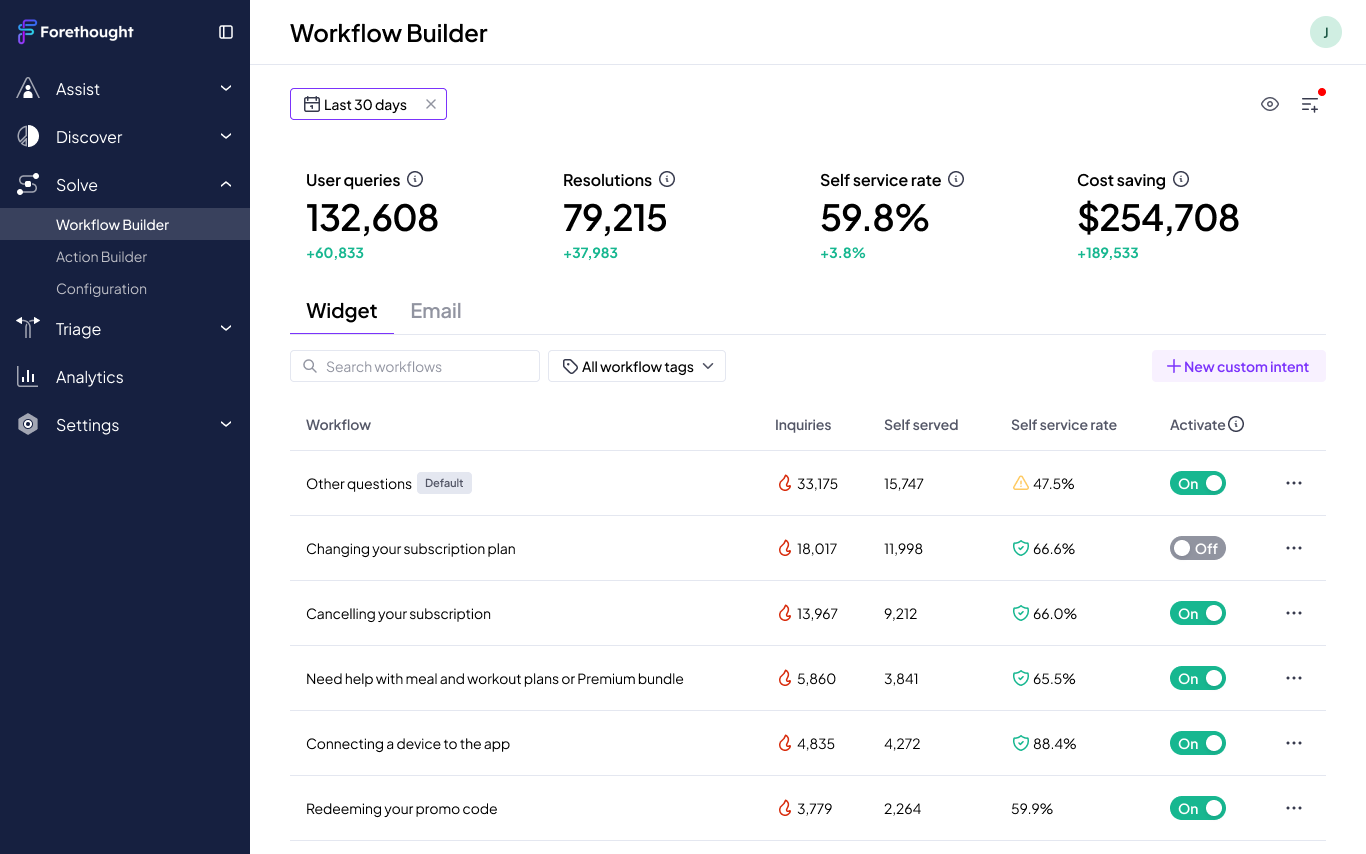 Forethought
Workflow Builder
J
Assist
Discover
Solve
Workflow Builder
Action Builder
Configuration
Triage
Analytics
Settings
Last 30 days
User queries
132,608
+60,833
Resolutions
79,215
+37,983
Self service rate
59.8%
+3.8%
Cost saving
$254,708
+189,533
Widget Email
Search workflows All workflow tags New custom intent
Workflow Inquiries Self served Self service rate Activate
Other questions Default 33,175 15,747 47.5% On
Changing your subscription plan 18,017 11,998 66.6% Off
Cancelling your subscription 13,967 9,212 66.0% On
Need help with meal and workout plans or Premium bundle 5,860 3,841 65.5% On
Connecting a device to the app 4,835 4,272 88.4% On
Redeeming your promo code 3,779 2,264 59.9% On